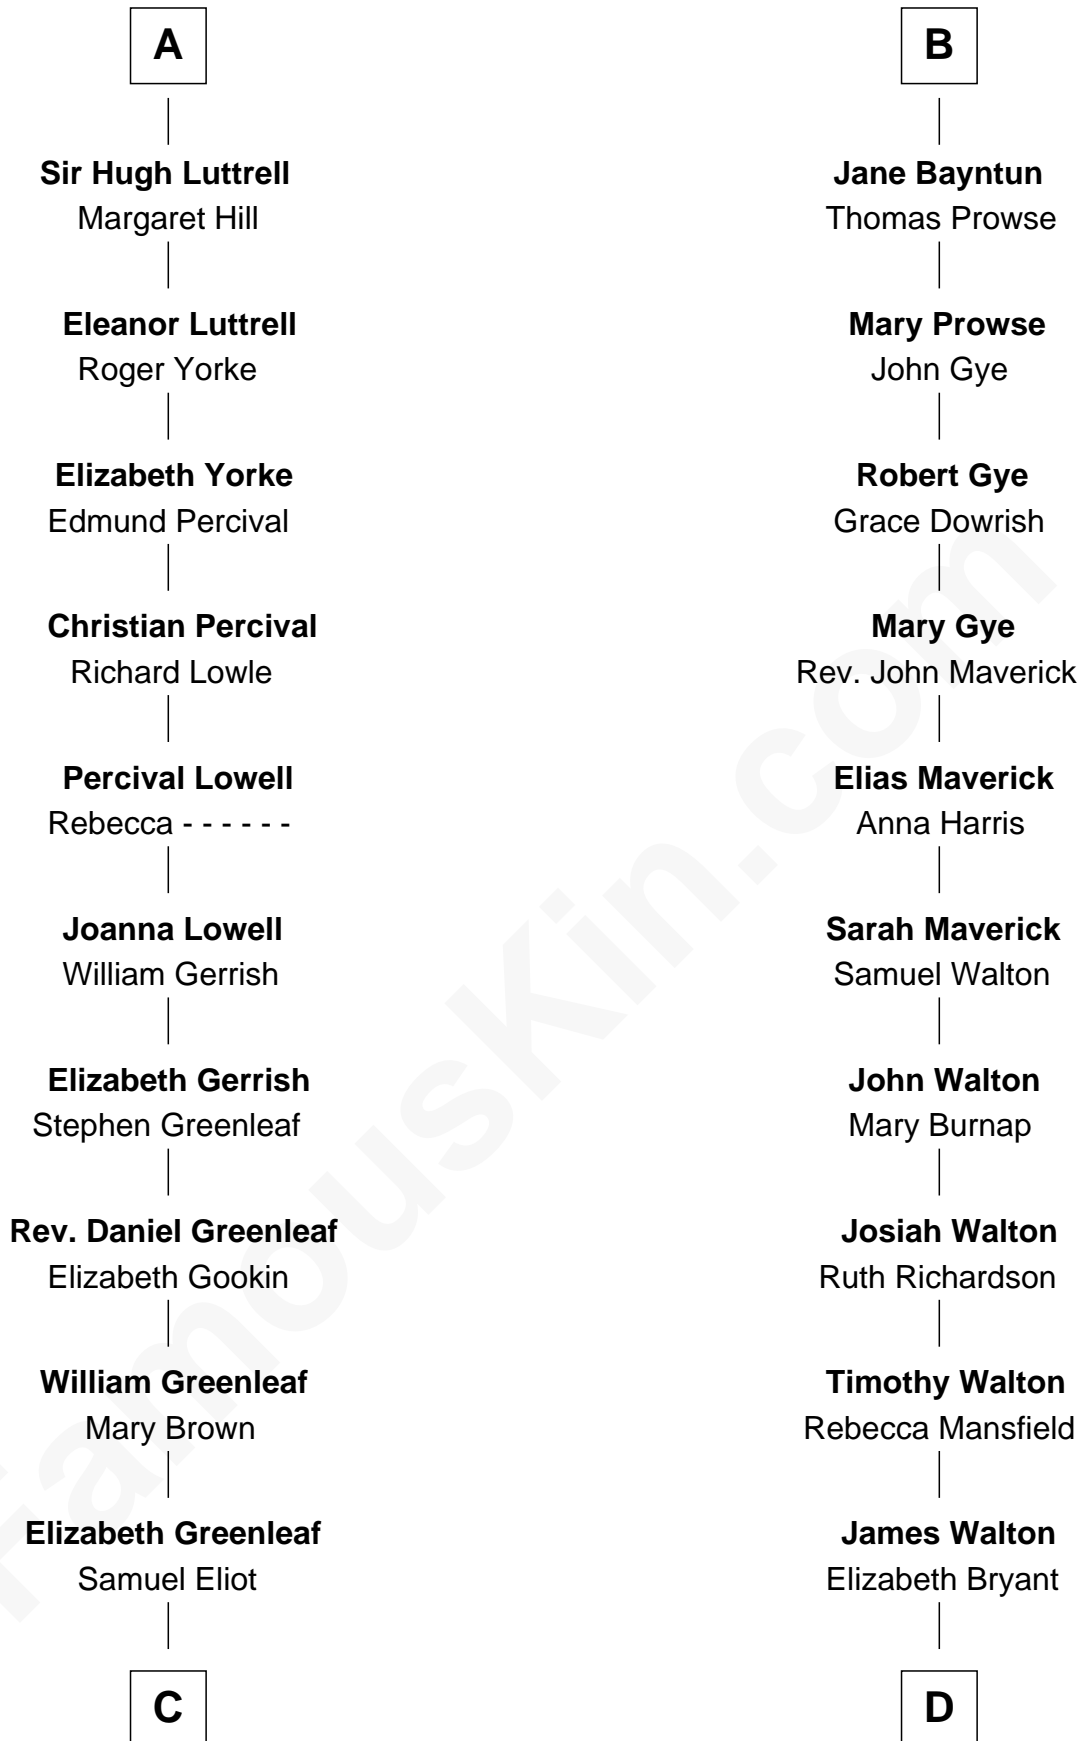 A
Sir Hugh Luttrell
Margaret Hill
Eleanor Luttrell
Roger Yorke
Elizabeth Yorke
Edmund Percival
Christian Percival
Richard Lowle
Percival Lowell
Rebecca - - - - - -
Joanna Lowell
William Gerrish
Elizabeth Gerrish
Stephen Greenleaf
Rev. Daniel Greenleaf
Elizabeth Gookin
William Greenleaf
Mary Brown
Elizabeth Greenleaf
Samuel Eliot
C
B
Jane Bayntun
Thomas Prowse
Mary Prowse
John Gye
Robert Gye
Grace Dowrish
Mary Gye
Rev. John Maverick
Elias Maverick
Anna Harris
Sarah Maverick
Samuel Walton
John Walton
Mary Burnap
Josiah Walton
Ruth Richardson
Timothy Walton
Rebecca Mansfield
James Walton
Elizabeth Bryant
D
FamousKin.com